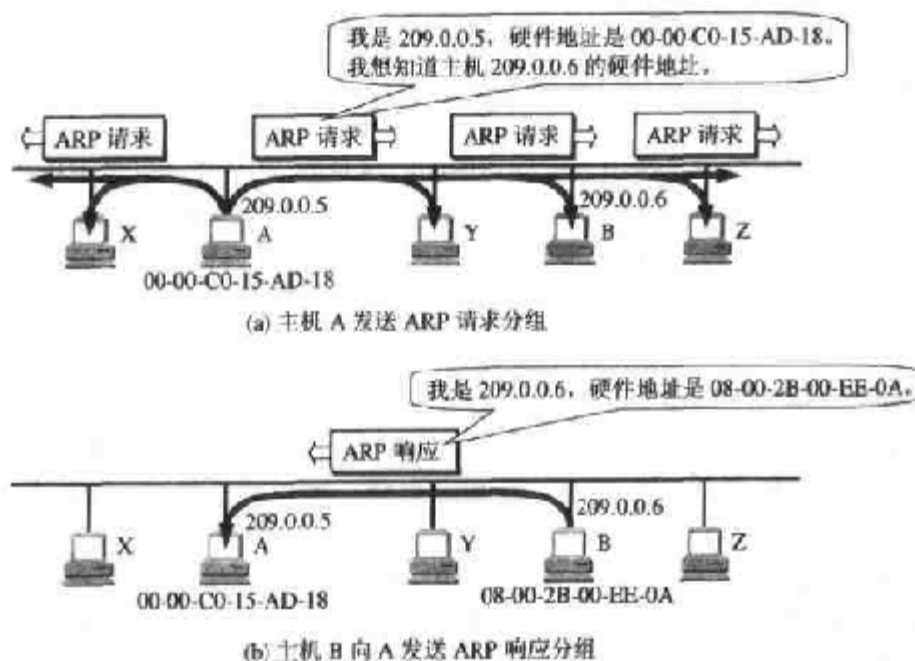 我是 209.0.0.5，硬件地址是 00-00-C0-15-AD-18。
我想知道主机 209.0.0.6 的硬件地址。
ARP 请求
ARP 请求
ARP 请求
ARP 请求
209.0.0.5
209.0.0.6
X
A
Y
B
Z
00-00-C0-15-AD-18
(a) 主机 A 发送 ARP 请求分组
我是 209.0.0.6，硬件地址是 08-00-2B-00-EE-0A。
ARP 响应
209.0.0.5
209.0.0.6
X
A
Y
B
Z
00-00-C0-15-AD-18
08-00-2B-00-EE-0A
(b) 主机 B 向 A 发送 ARP 响应分组